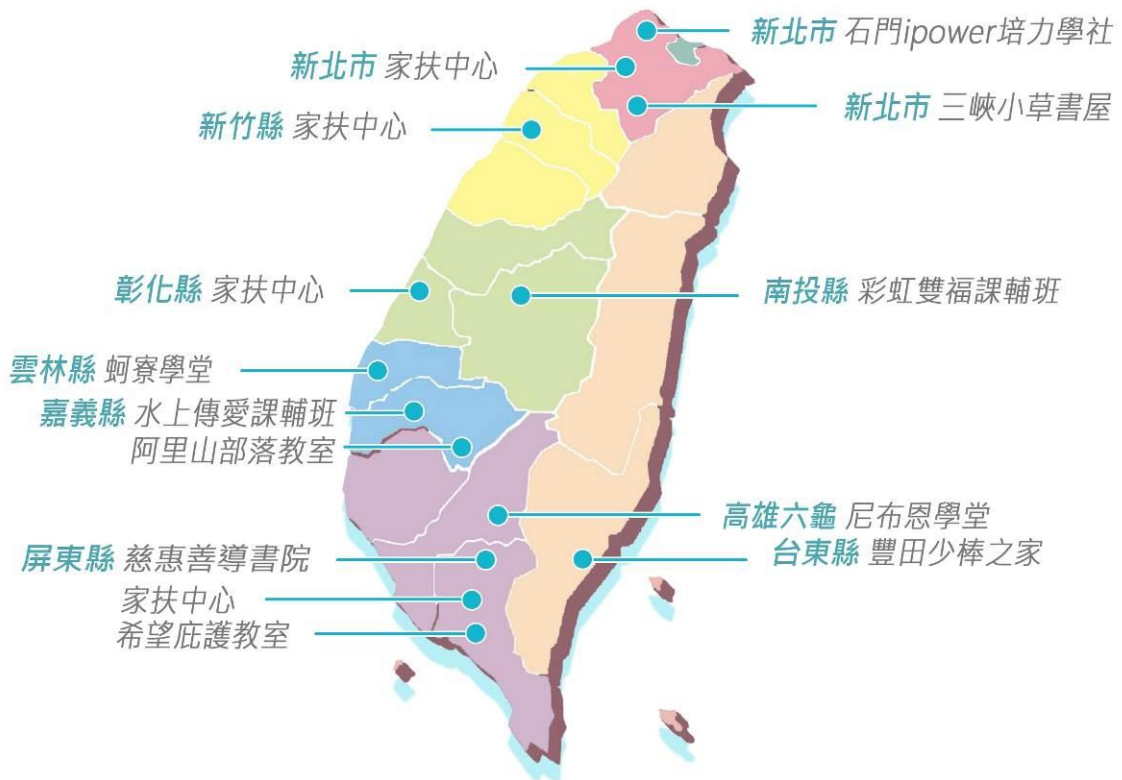 新北市 石門ipower培力學社
新北市 家扶中心
新北市 三峽小草書屋
新竹縣 家扶中心
彰化縣 家扶中心
南投縣 彩虹雙福課輔班
雲林縣 蚵寮學堂
嘉義縣 水上傳愛課輔班
阿里山部落教室
高雄六龜 尼布恩學堂
屏東縣 慈惠善導書院
台東縣 豐田少棒之家
家扶中心
希望庇護教室